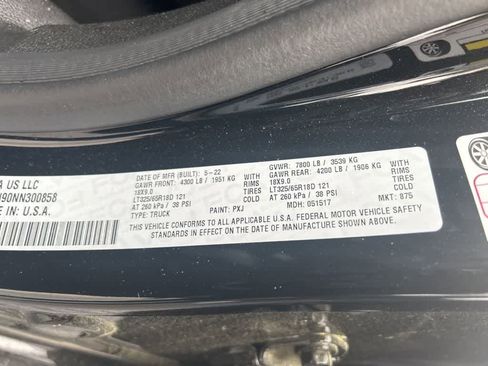 A US LLC
90NN300858
DE IN: U.S.A.
DATE OF MFR (BUILT): 5-22
GVWR: 7800 LB / 3539 KG
GAWR FRONT: 4300 LB / 1951 KG WITH
GAWR REAR: 4200 LB / 1906 KG WITH
18X9.0 RIMS
18X9.0 RIMS
LT325/65R18D 121 TIRES
LT325/65R18D 121 TIRES
AT 260 kPa / 38 PSI COLD
AT 260 kPa / 38 PSI COLD
TYPE: TRUCK PAINT: PXJ MDH: 051517 MKT: 875
THIS VEHICLE CONFORMS TO ALL APPLICABLE U.S.A. FEDERAL MOTOR VEHICLE SAFETY
STANDARDS IN EFFECT ON THE DATE OF MANUFACTURE SHOWN ABOVE.